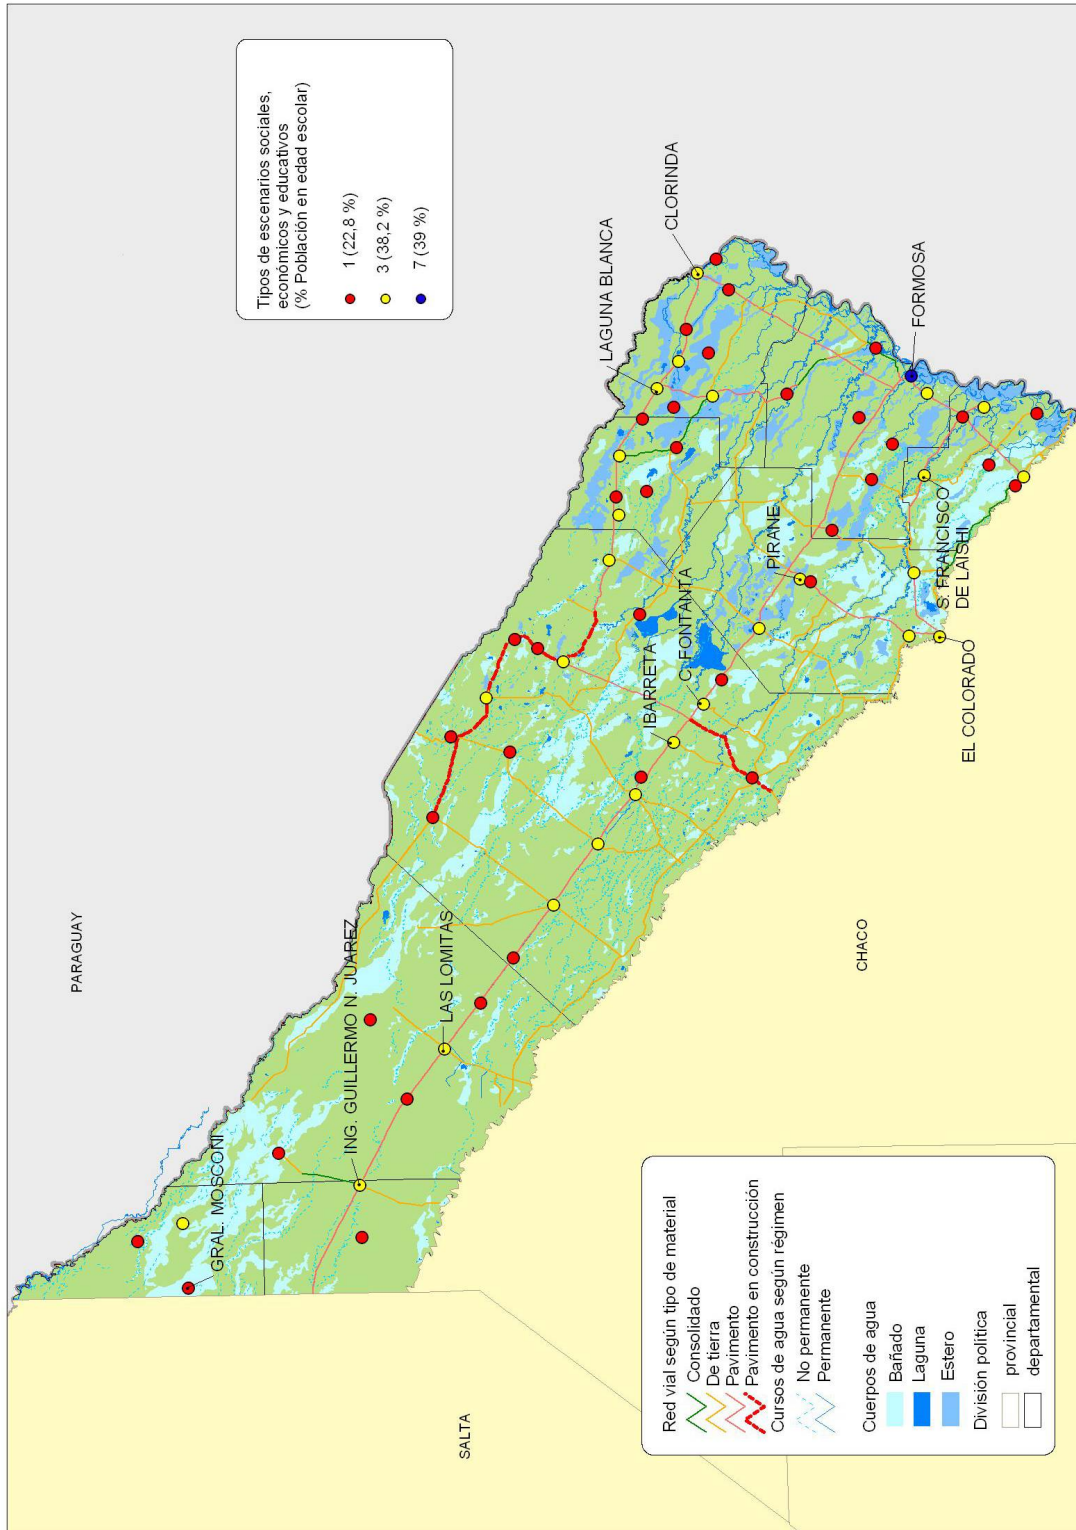 Tipos de escenarios sociales,
económicos y educativos
(% Población en edad escolar)
1 (22,8 %)
3 (38,2 %)
7 (39 %)
PARAGUAY
SALTA
CHACO
GRAL. MOSCONI
ING. GUILLERMO N. JUAREZ
LAS LOMITAS
IBARRETA
C. FONTANTA
PIRANE
LAGUNA BLANCA
CLORINDA
FORMOSA
S. FRANCISCO
DE LAISHI
EL COLORADO
Red vial según tipo de material
Consolidado
De tierra
Pavimento
Pavimento en construcción
Cursos de agua según régimen
No permanente
Permanente
Cuerpos de agua
Bañado
Laguna
Estero
División política
provincial
departamental